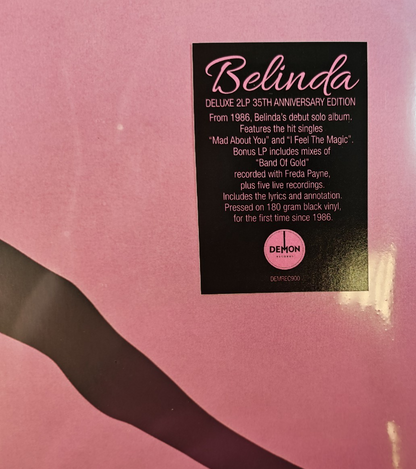 Belinda
DELUXE 2LP 35TH ANNIVERSARY EDITION
From 1986, Belinda's debut solo album.
Features the hit singles
"Mad About You" and "I Feel The Magic".
Bonus LP includes mixes of
"Band Of Gold"
recorded with Freda Payne,
plus five live recordings.
Includes the lyrics and annotation.
Pressed on 180 gram black vinyl,
for the first time since 1986.
DEMON
RECORDS
DEMREC900